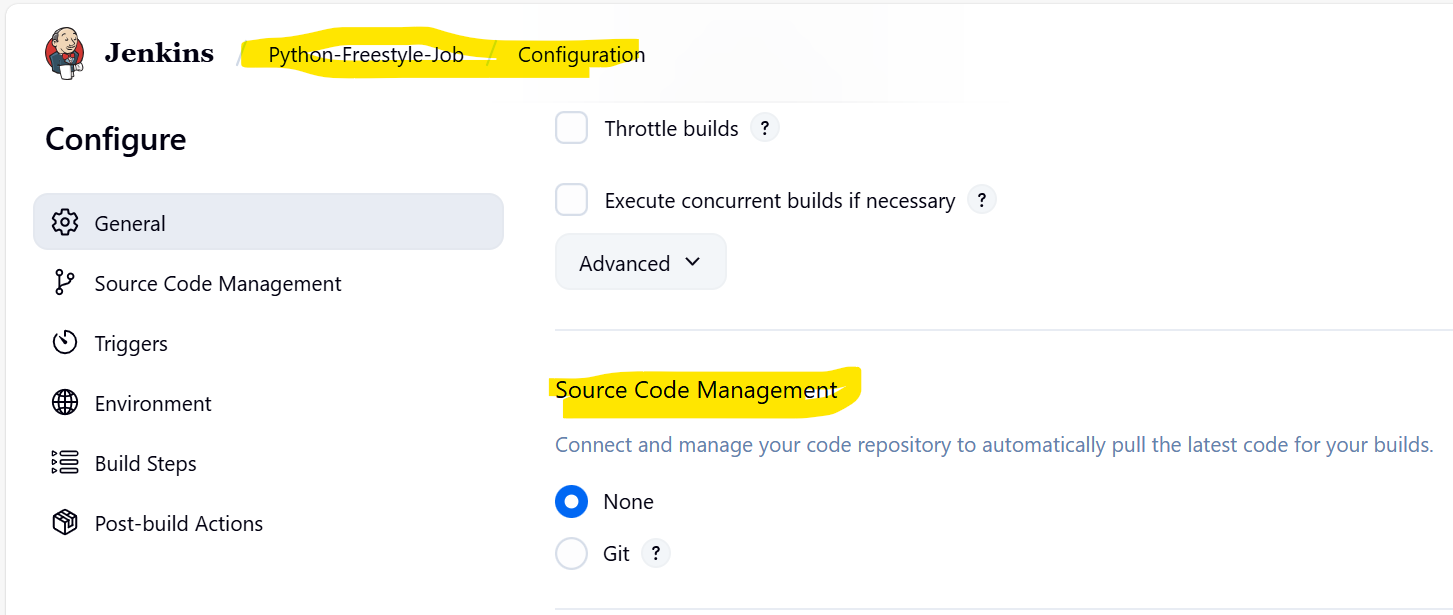 Jenkins / Python-Freestyle-Job / Configuration
Configure
General
Source Code Management
Triggers
Environment
Build Steps
Post-build Actions
Throttle builds ?
Execute concurrent builds if necessary ?
Advanced
Source Code Management
Connect and manage your code repository to automatically pull the latest code for your builds.
None
Git ?